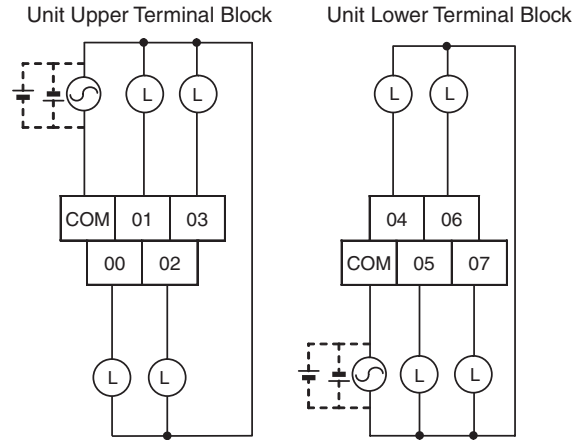 Unit Upper Terminal Block
Unit Lower Terminal Block
L L
L L
COM 01 03
00 02
04 06
COM 05 07
L L
L L